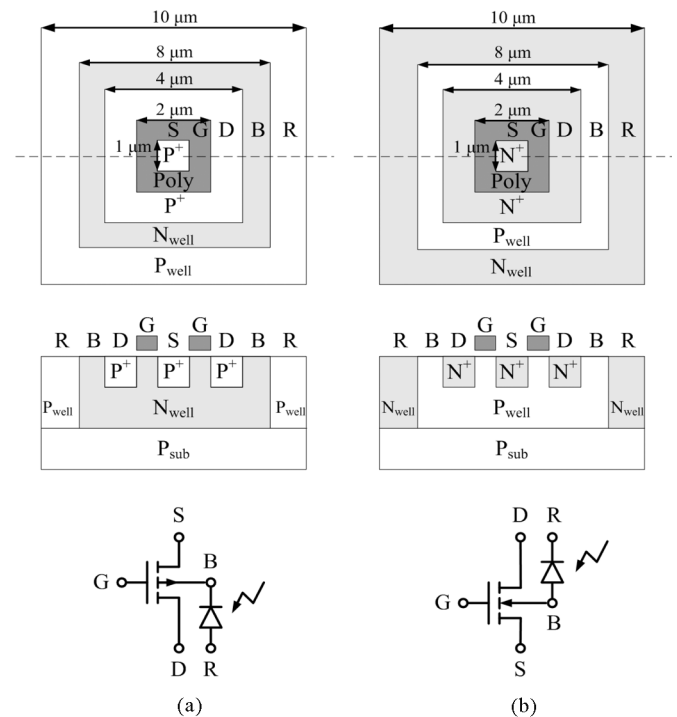 10 μm
8 μm
4 μm
2 μm
S G D B R
1 μm
P+
Poly
P+
Nwell
Pwell
10 μm
8 μm
4 μm
2 μm
S G D B R
1 μm
N+
Poly
N+
Pwell
Nwell
G G
R B D S D B R
P+ P+ P+
Pwell Nwell Pwell
Psub
G G
R B D S D B R
N+ N+ N+
Nwell Pwell Nwell
Psub
S
G B
D R
(a)
D R
G B
S
(b)